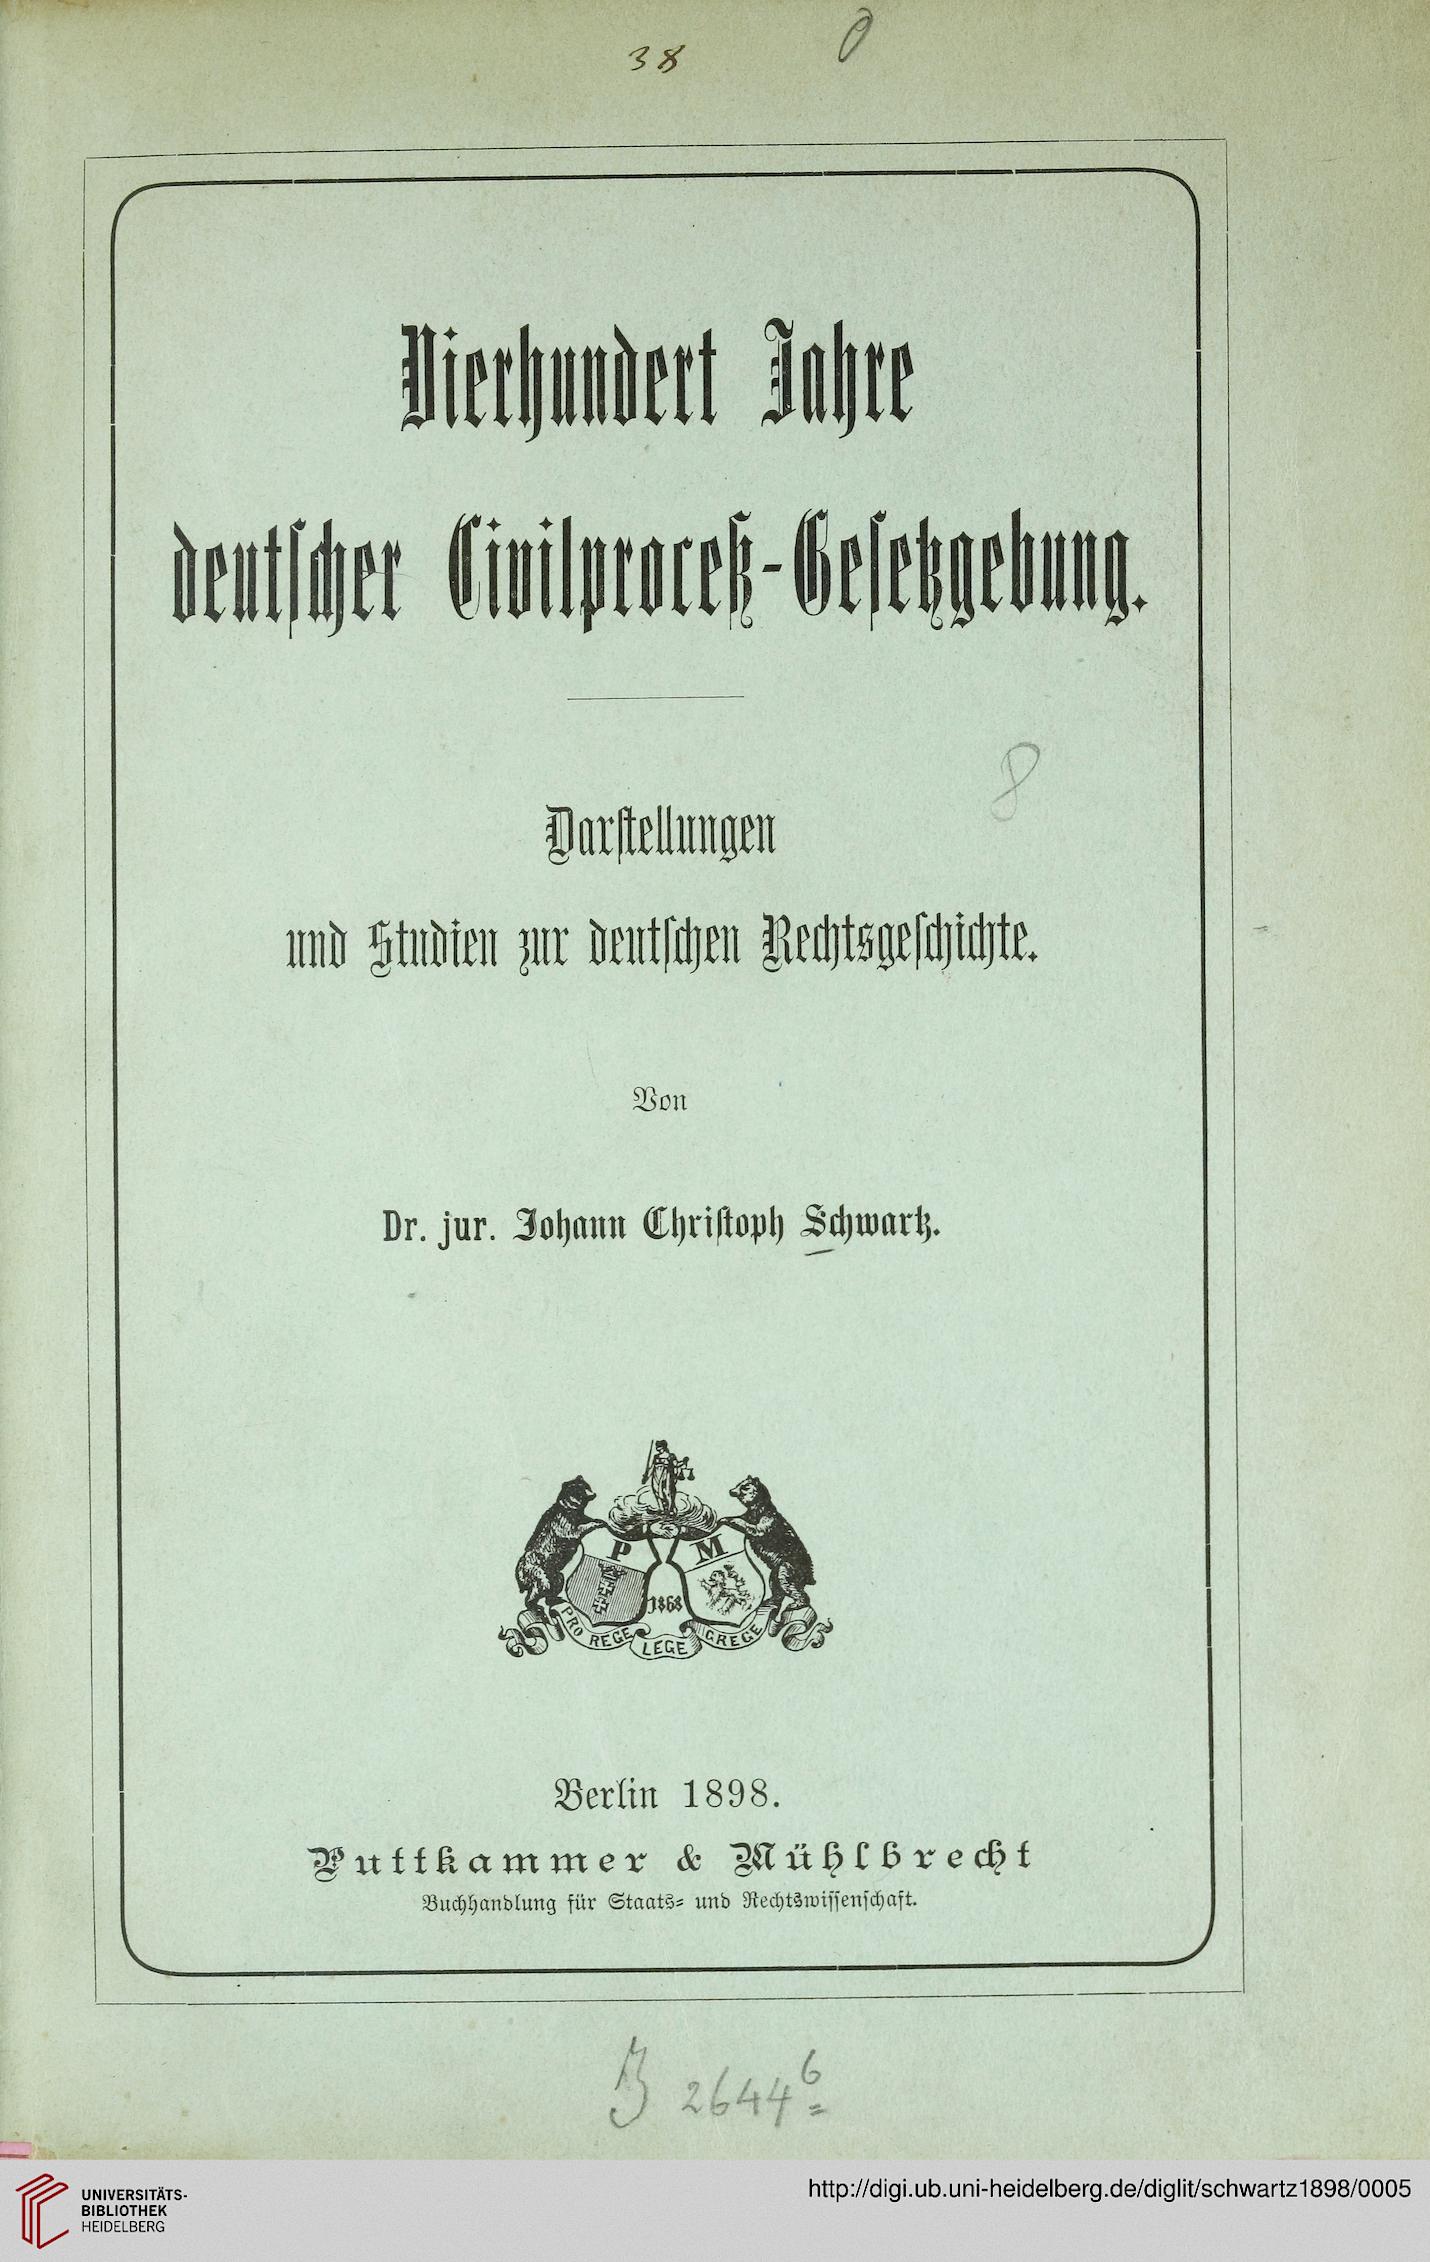 38
Vierhundert Jahre
deutscher Civilproceß-Gesetzgebung.
8
Darstellungen
und Studien zur deutschen Rechtsgeschichte.
Von
Dr. jur. Johann Christoph Schwartz.
P M
1868
PRO REGE LEGE GREGE
Berlin 1898.
Puttkammer & Mühlbrecht
Buchhandlung für Staats- und Rechtswissenschaft.
2644 6
UNIVERSITÄTS-
BIBLIOTHEK
HEIDELBERG
http://digi.ub.uni-heidelberg.de/diglit/schwartz1898/0005